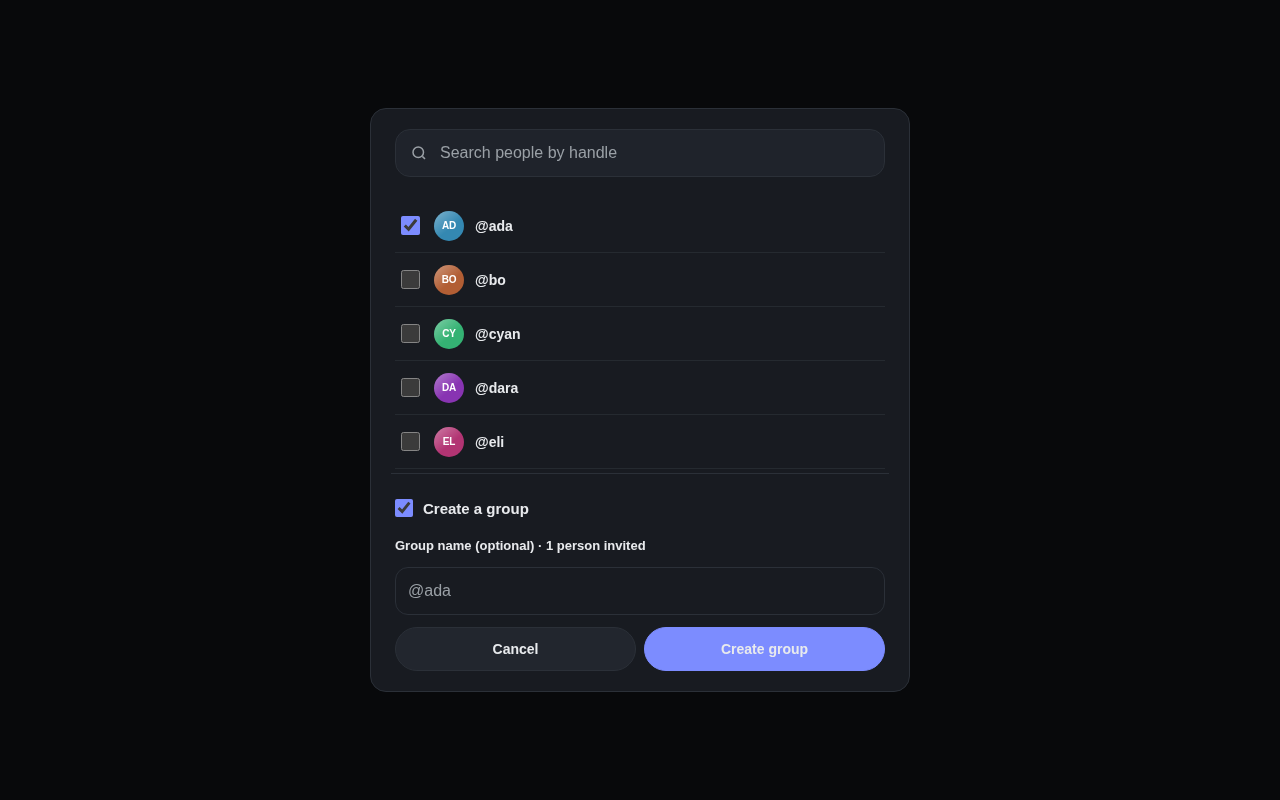 Search people by handle
AD @ada
BO @bo
CY @cyan
DA @dara
EL @eli
Create a group
Group name (optional) · 1 person invited
@ada
Cancel Create group